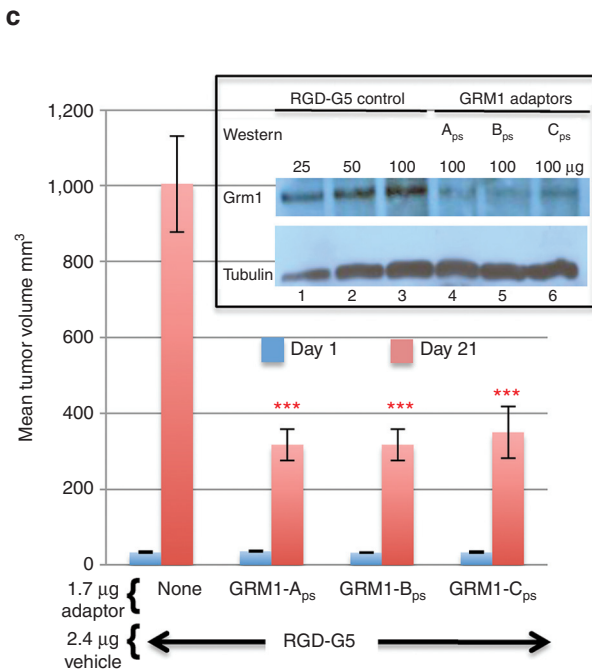 c
RGD-G5 control GRM1 adaptors
Western Aps Bps Cps
25 50 100 100 100 100 µg
Grm1
Tubulin
1 2 3 4 5 6
Mean tumor volume mm3
1,200
1,000
800
600
400
200
0
Day 1 Day 21
*** *** ***
1.7 µg adaptor { None GRM1-Aps GRM1-Bps GRM1-Cps
2.4 µg vehicle { RGD-G5